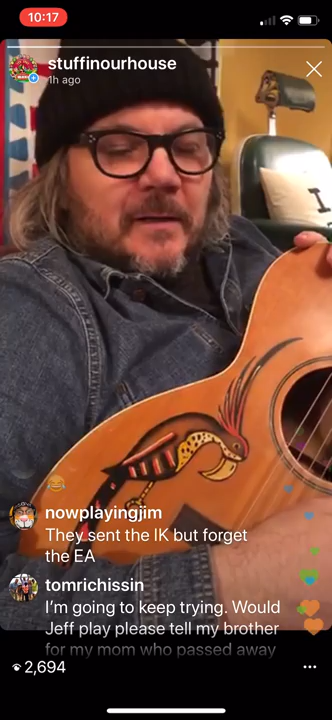 10:17
stuffinourhouse
1h ago
I
nowplayingjim
They sent the IK but forget
the EA
tomrichissin
I'm going to keep trying. Would
Jeff play please tell my brother
for my mom who passed away
2,694